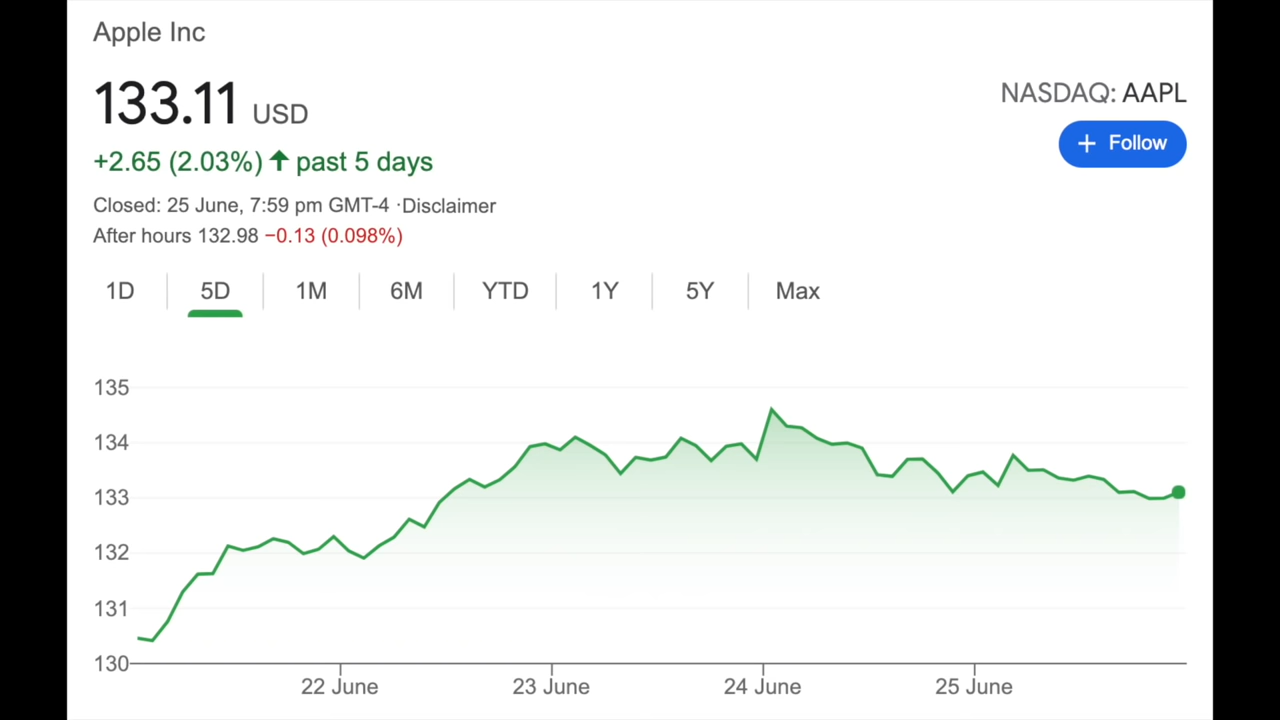 Apple Inc
133.11 USD
NASDAQ: AAPL
+2.65 (2.03%) ↑ past 5 days
+ Follow
Closed: 25 June, 7:59 pm GMT-4 ·Disclaimer
After hours 132.98 −0.13 (0.098%)
1D 5D 1M 6M YTD 1Y 5Y Max
135
134
133
132
131
130
22 June 23 June 24 June 25 June